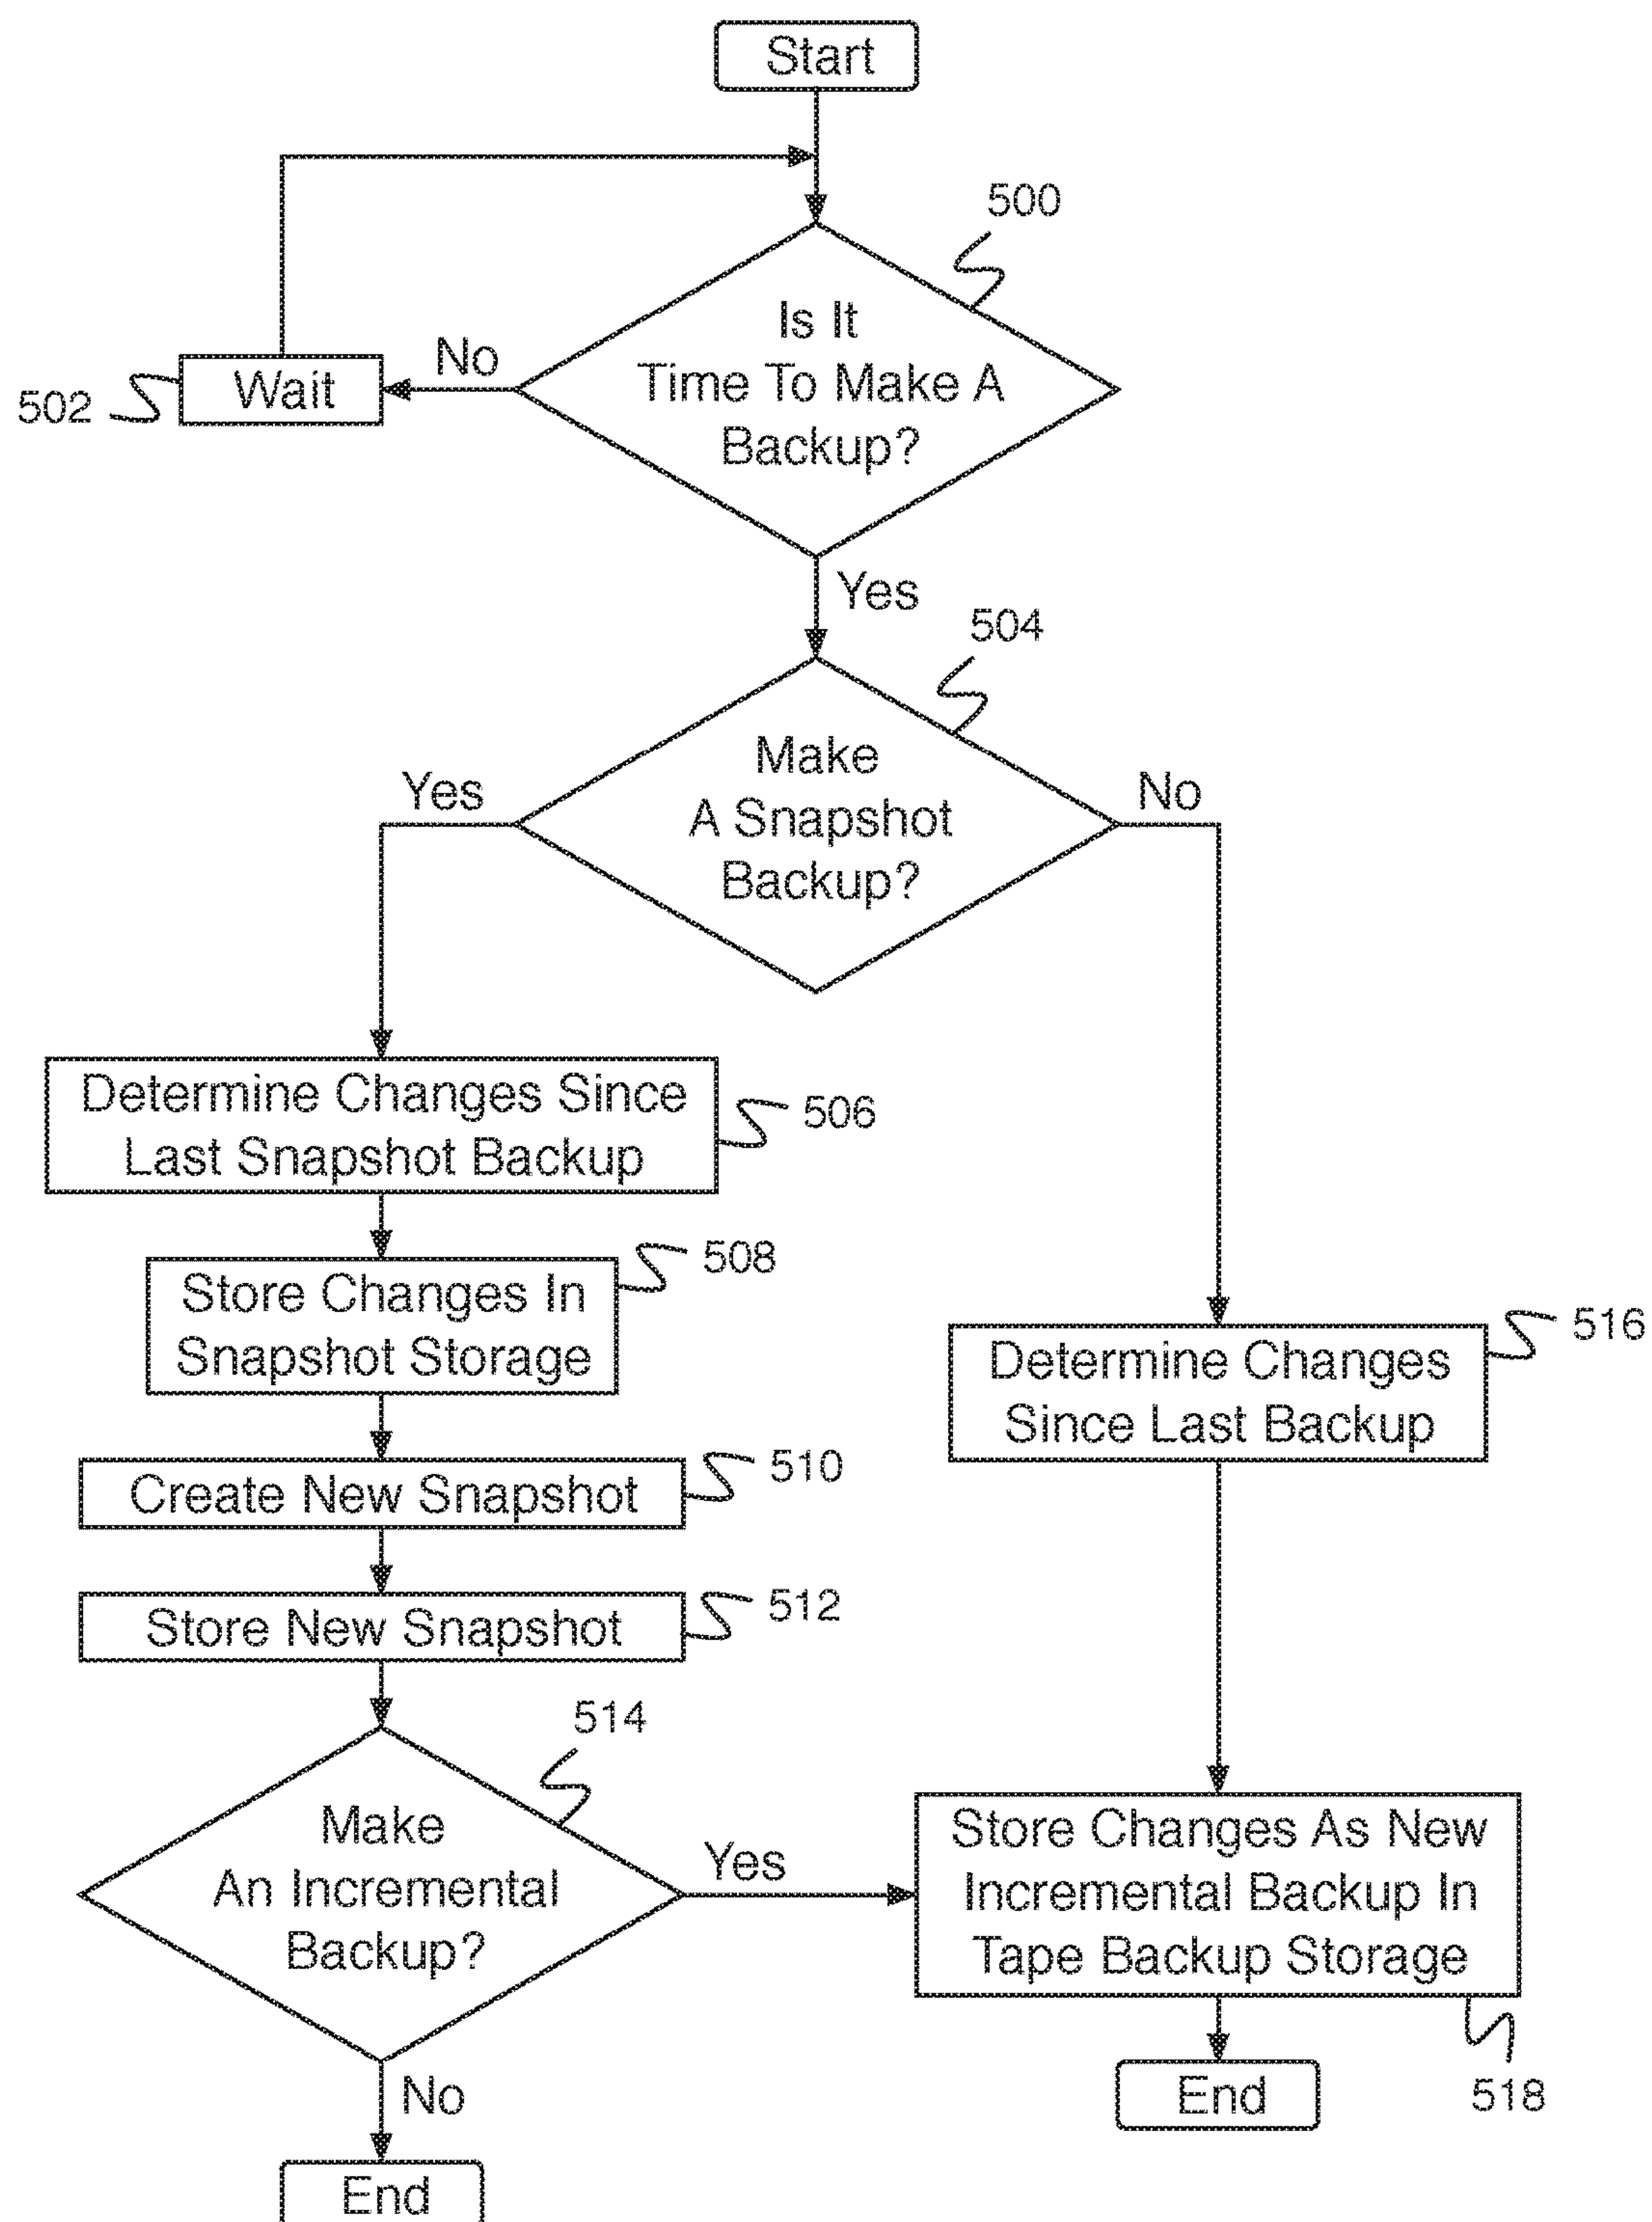 Start
500
Is It
Time To Make A
Backup?
No
Wait
502
Yes
504
Make
A Snapshot
Backup?
Yes
No
Determine Changes Since
Last Snapshot Backup
506
Store Changes In
Snapshot Storage
508
Determine Changes
Since Last Backup
516
Create New Snapshot
510
Store New Snapshot
512
514
Make
An Incremental
Backup?
Yes
Store Changes As New
Incremental Backup In
Tape Backup Storage
518
No
End
End